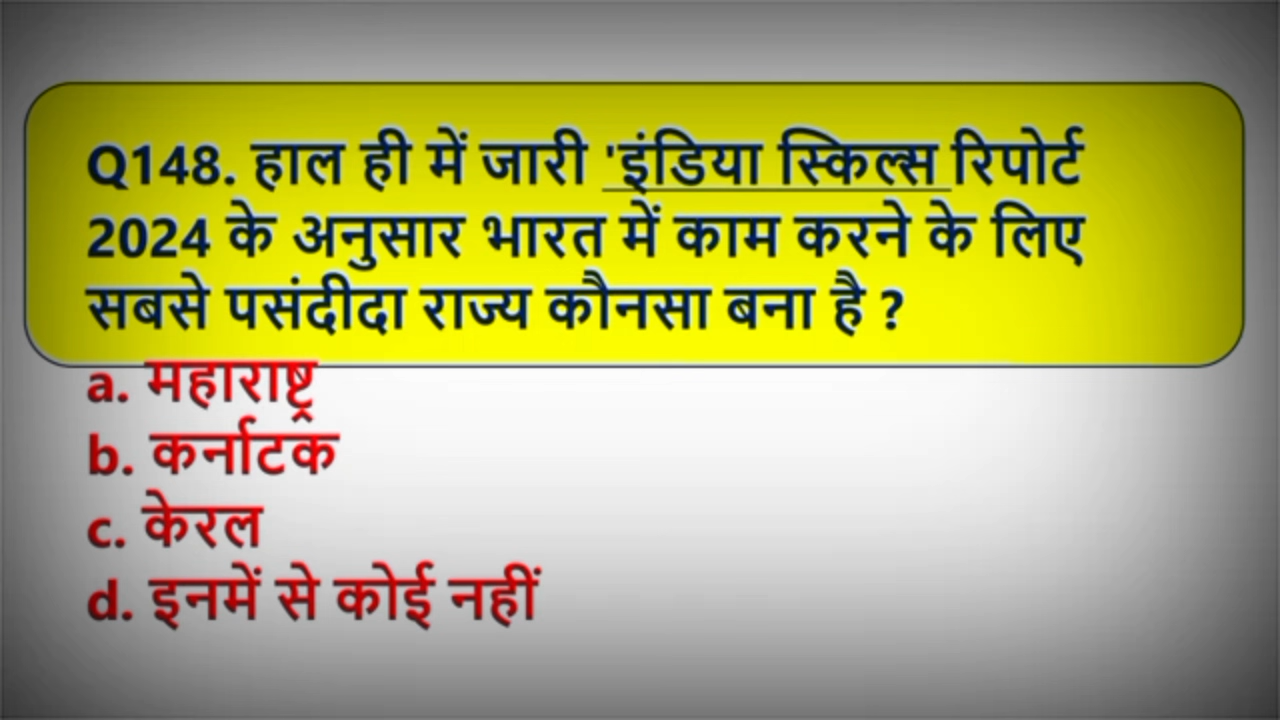 Q148. हाल ही में जारी 'इंडिया स्किल्स रिपोर्ट
2024 के अनुसार भारत में काम करने के लिए
सबसे पसंदीदा राज्य कौनसा बना है ?
a. महाराष्ट्र
b. कर्नाटक
c. केरल
d. इनमें से कोई नहीं